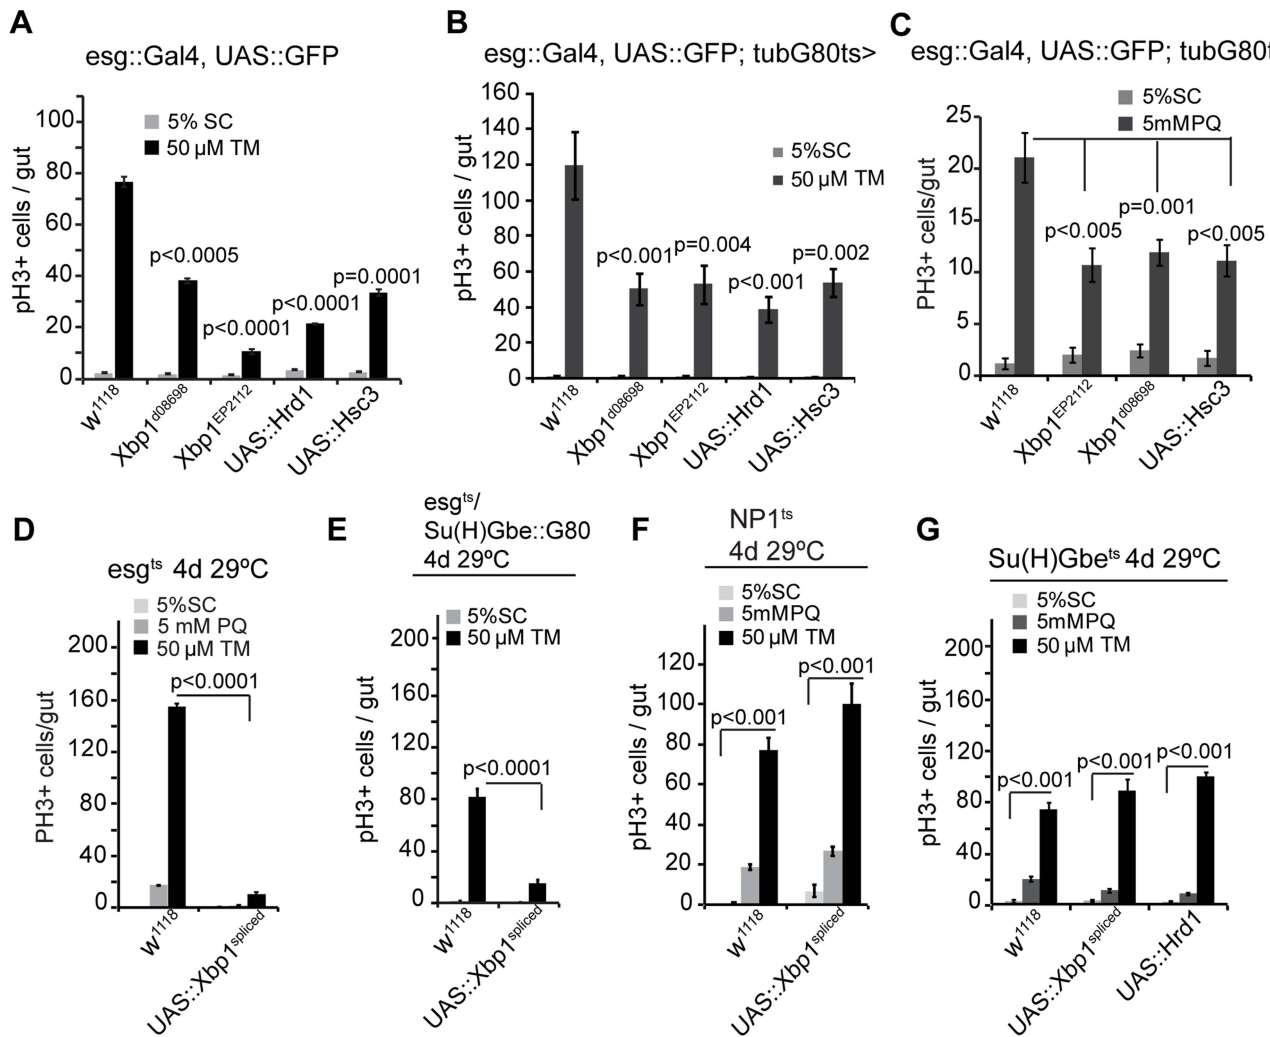 A
esg::Gal4, UAS::GFP
5% SC
50 µM TM
pH3+ cells / gut
100
80
60
40
20
0
p<0.0005
p<0.0001
p<0.0001
p=0.0001
w1118
Xbp1d08698
Xbp1EP2112
UAS::Hrd1
UAS::Hsc3
B
esg::Gal4, UAS::GFP; tubG80ts>
5%SC
50 µM TM
pH3+ cells / gut
160
140
120
100
80
60
40
20
0
p<0.001
p=0.004
p<0.001
p=0.002
w1118
Xbp1d08698
Xbp1EP2112
UAS::Hrd1
UAS::Hsc3
C
esg::Gal4, UAS::GFP; tubG80t
5%SC
5mMPQ
PH3+ cells/gut
25
20
15
10
5
0
p<0.005
p=0.001
p<0.005
w1118
Xbp1EP2112
Xbp1d08698
UAS::Hsc3
D
esgts 4d 29ºC
5%SC
5 mM PQ
50 µM TM
PH3+ cells/gut
200
160
120
80
40
0
p<0.0001
w1118
UAS::Xbp1spliced
E
esgts/
Su(H)Gbe::G80
4d 29ºC
5%SC
50 µM TM
pH3+ cells / gut
200
160
120
80
40
0
p<0.0001
w1118
UAS::Xbp1spliced
F
NP1ts
4d 29ºC
5%SC
5mMPQ
50 µM TM
pH3+ cells / gut
120
100
80
60
40
20
0
p<0.001
p<0.001
w1118
UAS::Xbp1spliced
G
Su(H)Gbets 4d 29ºC
5%SC
5mMPQ
50 µM TM
pH3+ cells / gut
200
160
120
80
40
0
p<0.001
p<0.001
p<0.001
w1118
UAS::Xbp1spliced
UAS::Hrd1